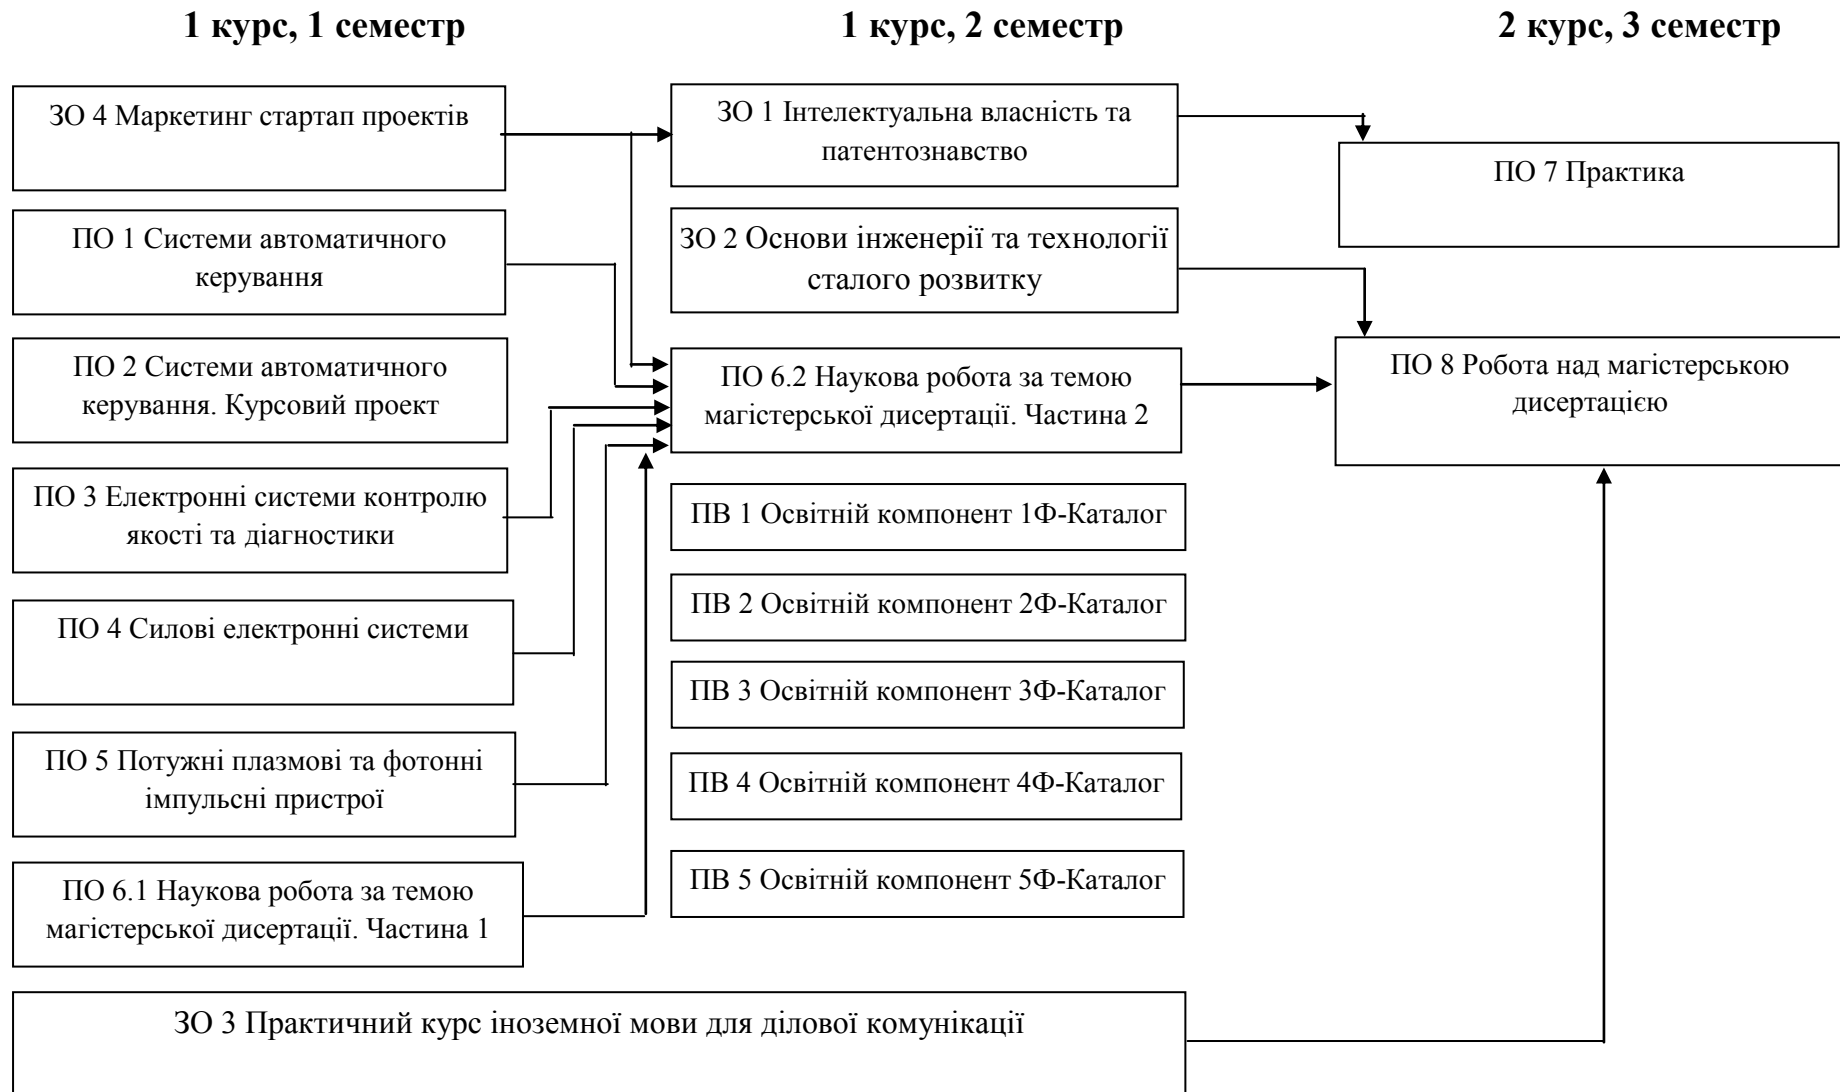 1 курс, 1 семестр
1 курс, 2 семестр
2 курс, 3 семестр
ЗО 4 Маркетинг стартап проектів
ПО 1 Системи автоматичного
керування
ПО 2 Системи автоматичного
керування. Курсовий проект
ПО 3 Електронні системи контролю
якості та діагностики
ПО 4 Силові електронні системи
ПО 5 Потужні плазмові та фотонні
імпульсні пристрої
ПО 6.1 Наукова робота за темою
магістерської дисертації. Частина 1
ЗО 3 Практичний курс іноземної мови для ділової комунікації
ЗО 1 Інтелектуальна власність та
патентознавство
ЗО 2 Основи інженерії та технології
сталого розвитку
ПО 6.2 Наукова робота за темою
магістерської дисертації. Частина 2
ПВ 1 Освітній компонент 1Ф-Каталог
ПВ 2 Освітній компонент 2Ф-Каталог
ПВ 3 Освітній компонент 3Ф-Каталог
ПВ 4 Освітній компонент 4Ф-Каталог
ПВ 5 Освітній компонент 5Ф-Каталог
ПО 7 Практика
ПО 8 Робота над магістерською
дисертацією